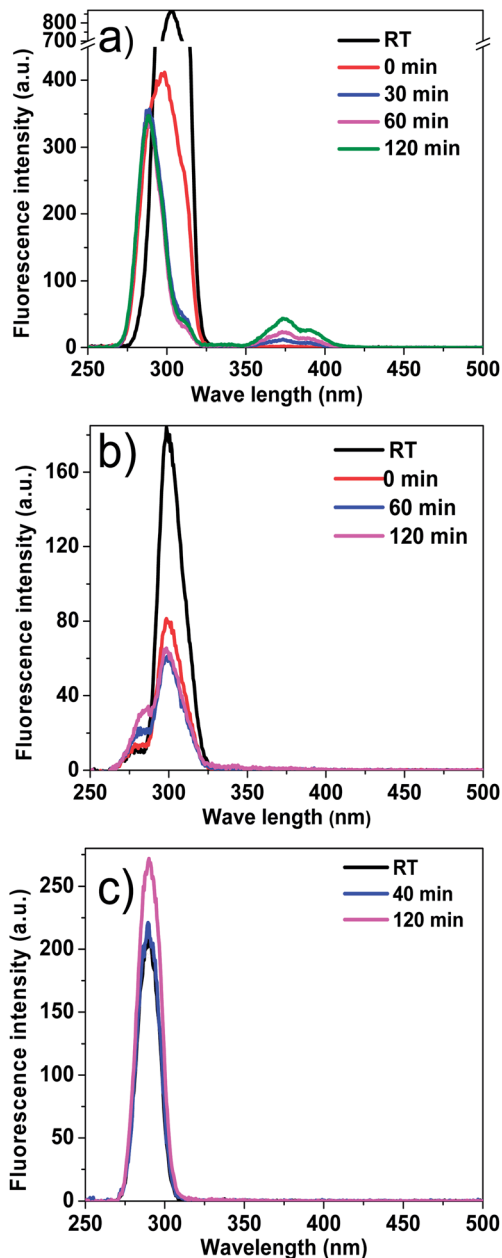 a)
RT
0 min
30 min
60 min
120 min
Fluorescence intensity (a.u.)
800
700
400
300
200
100
0
250 300 350 400 450 500
Wave length (nm)
b)
RT
0 min
60 min
120 min
Fluorescence intensity (a.u.)
160
120
80
40
0
250 300 350 400 450 500
Wave length (nm)
c)
RT
40 min
120 min
Fluorescence intensity (a.u.)
250
200
150
100
50
0
250 300 350 400 450 500
Wavelength (nm)